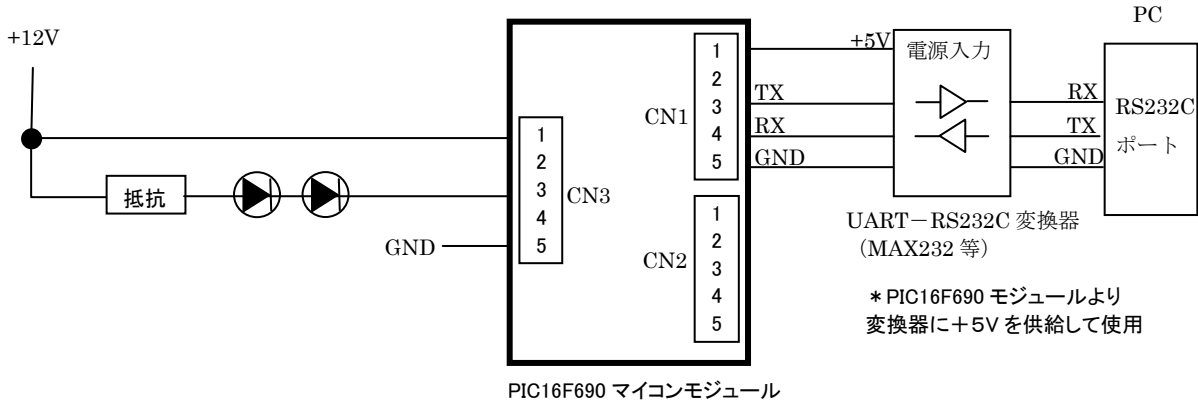 +12V
抵抗
GND
1
2
3
4
5
CN3
CN1
1
2
3
4
5
CN2
1
2
3
4
5
PIC16F690 マイコンモジュール
+5V
TX
RX
GND
電源入力
UART－RS232C 変換器
（MAX232 等）
＊PIC16F690 モジュールより
変換器に＋5V を供給して使用
PC
RX
TX
GND
RS232C
ポート